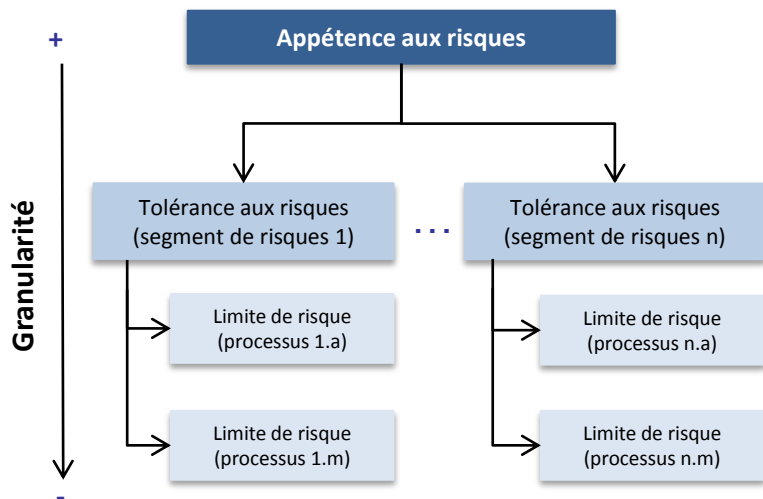 +
Appétence aux risques
Granularité
Tolérance aux risques
(segment de risques 1)
...
Tolérance aux risques
(segment de risques n)
Limite de risque
(processus 1.a)
Limite de risque
(processus n.a)
Limite de risque
(processus 1.m)
Limite de risque
(processus n.m)
-